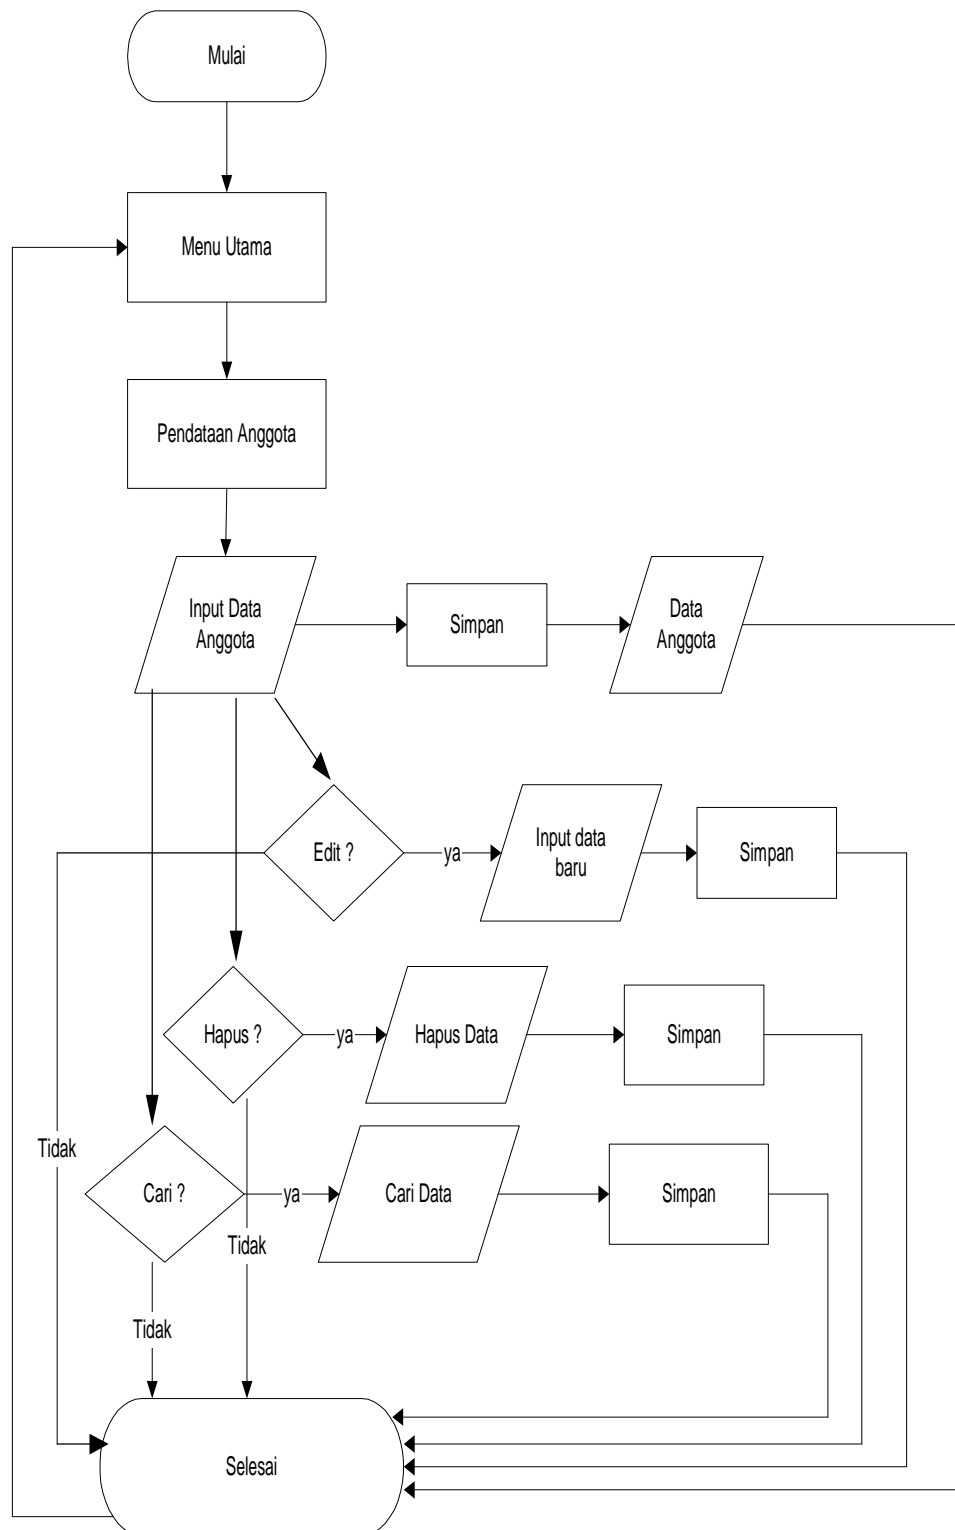 Mulai
Menu Utama
Pendataan Anggota
Input Data
Anggota
Simpan
Data
Anggota
Edit ?
ya
Input data
baru
Simpan
Hapus ?
ya
Hapus Data
Simpan
Tidak
Cari ?
ya
Cari Data
Simpan
Tidak
Tidak
Selesai